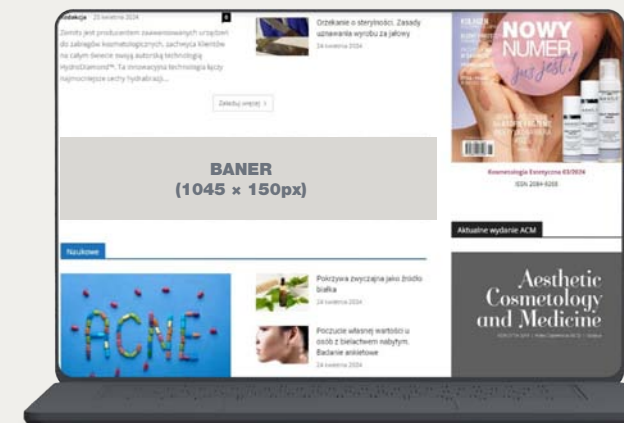 Redakcja - 23 kwietnia 2024
0
Zemits jest producentem zaawansowanych urządzeń
do zabiegów kosmetologicznych, zachwyca klientów
na całym świecie swoją autorską technologią
HydroDiamond™. Ta innowacyjna technologia łączy
najmocniejsze cechy hydrabrazji...
Załaduj więcej
Orzekanie o sterylności. Zasady
uznawania wyrobu za jałowy
24 kwietnia 2024
NOWY
NUMER
już jest!
Kosmetologia Estetyczna 03/2024
ISSN 2084-9265
BANER
(1045 × 150px)
Aktualne wydanie ACM
Naukowe
ACNE
Pokrzywa zwyczajna jako źródło
białka
24 kwietnia 2024
Poczucie własnej wartości u
osób z bielactwem nabytym.
Badanie ankietowe
24 kwietnia 2024
Aesthetic
Cosmetology
and Medicine